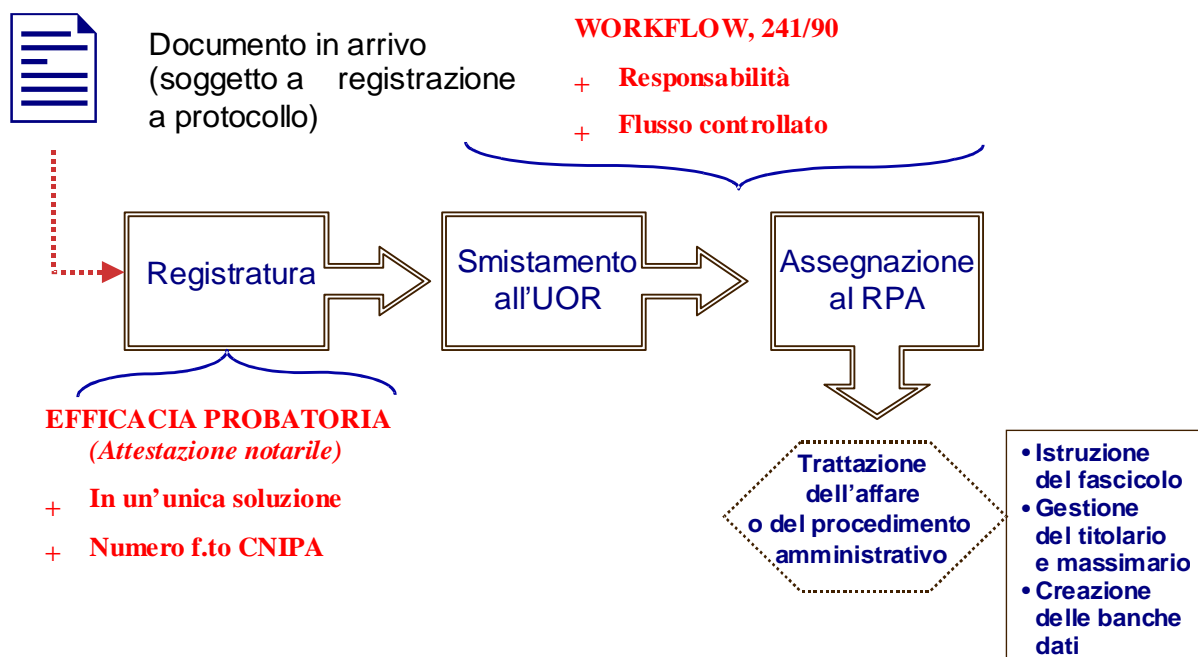 Documento in arrivo
(soggetto a registrazione
a protocollo)
WORKFLOW, 241/90
+ Responsabilità
+ Flusso controllato
Registratura
Smistamento
all'UOR
Assegnazione
al RPA
EFFICACIA PROBATORIA
(Attestazione notarile)
+ In un'unica soluzione
+ Numero f.to CNIPA
Trattazione
dell'affare
o del procedimento
amministrativo
• Istruzione
del fascicolo
• Gestione
del titolario
e massimario
• Creazione
delle banche
dati